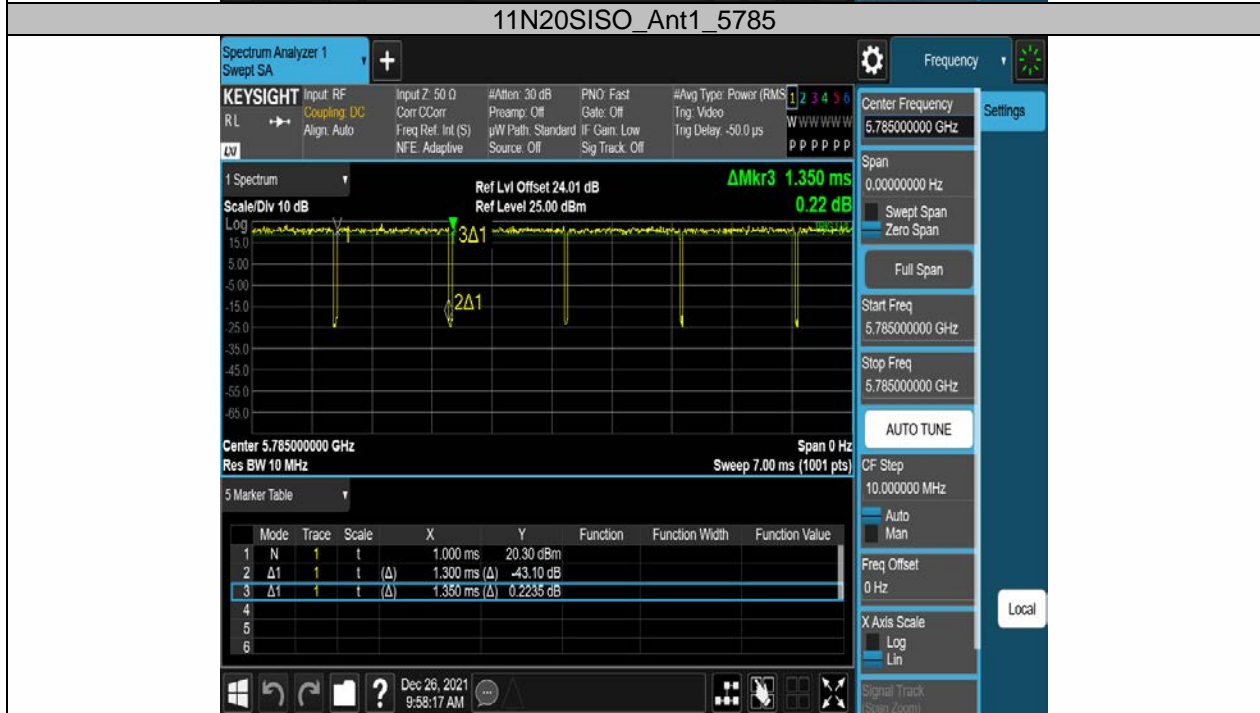 11N20SISO_Ant1_5785
Spectrum Analyzer 1
Swept SA
+
Frequency
KEYSIGHT
RL
LXI
Input: RF
Coupling: DC
Align: Auto
Input Z: 50 Ω
Corr CCorr
Freq Ref: Int (S)
NFE: Adaptive
#Atten: 30 dB
Preamp: Off
µW Path: Standard
Source: Off
PNO: Fast
Gate: Off
IF Gain: Low
Sig Track: Off
#Avg Type: Power (RMS
Trig: Video
Trig Delay: -50.0 µs
1 2 3 4 5 6
W W W W W W
P P P P P P
1 Spectrum
Scale/Div 10 dB
Ref Lvl Offset 24.01 dB
Ref Level 25.00 dBm
ΔMkr3 1.350 ms
0.22 dB
Log
15.0
5.00
-5.00
-15.0
-25.0
-35.0
-45.0
-55.0
-65.0
1
3Δ1
2Δ1
Center 5.785000000 GHz
Span 0 Hz
Res BW 10 MHz
Sweep 7.00 ms (1001 pts)
5 Marker Table
Mode Trace Scale X Y Function Function Width Function Value
1 N 1 t 1.000 ms 20.30 dBm
2 Δ1 1 t (Δ) 1.300 ms (Δ) -43.10 dB
3 Δ1 1 t (Δ) 1.350 ms (Δ) 0.2235 dB
4
5
6
Dec 26, 2021
9:58:17 AM
Settings
Center Frequency
5.785000000 GHz
Span
0.00000000 Hz
Swept Span
Zero Span
Full Span
Start Freq
5.785000000 GHz
Stop Freq
5.785000000 GHz
AUTO TUNE
CF Step
10.000000 MHz
Auto
Man
Freq Offset
0 Hz
X Axis Scale
Log
Lin
Signal Track
(Span Zoom)
Local